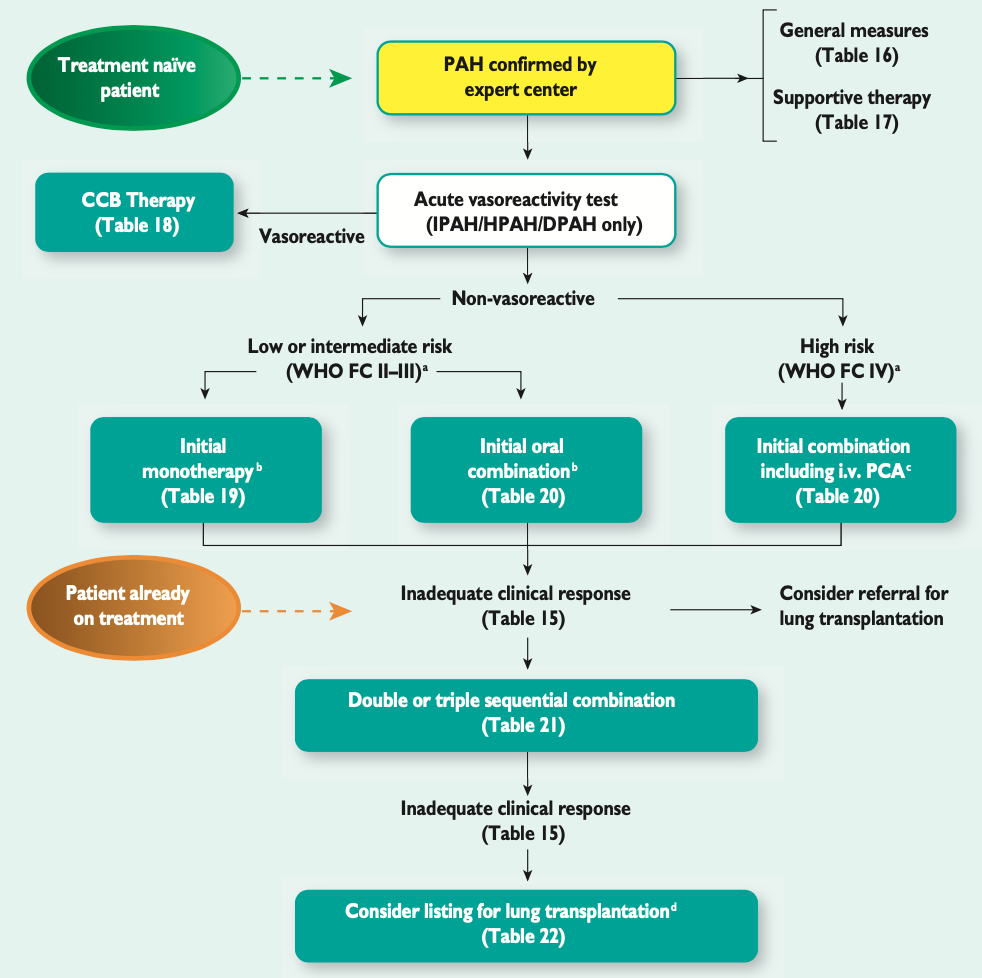 Treatment naïve
patient
PAH confirmed by
expert center
General measures
(Table 16)
Supportive therapy
(Table 17)
CCB Therapy
(Table 18)
Vasoreactive
Acute vasoreactivity test
(IPAH/HPAH/DPAH only)
Non-vasoreactive
Low or intermediate risk
(WHO FC II–III)ᵃ
High risk
(WHO FC IV)ᵃ
Initial
monotherapyᵇ
(Table 19)
Initial oral
combinationᵇ
(Table 20)
Initial combination
including i.v. PCAᶜ
(Table 20)
Patient already
on treatment
Inadequate clinical response
(Table 15)
Consider referral for
lung transplantation
Double or triple sequential combination
(Table 21)
Inadequate clinical response
(Table 15)
Consider listing for lung transplantationᵈ
(Table 22)